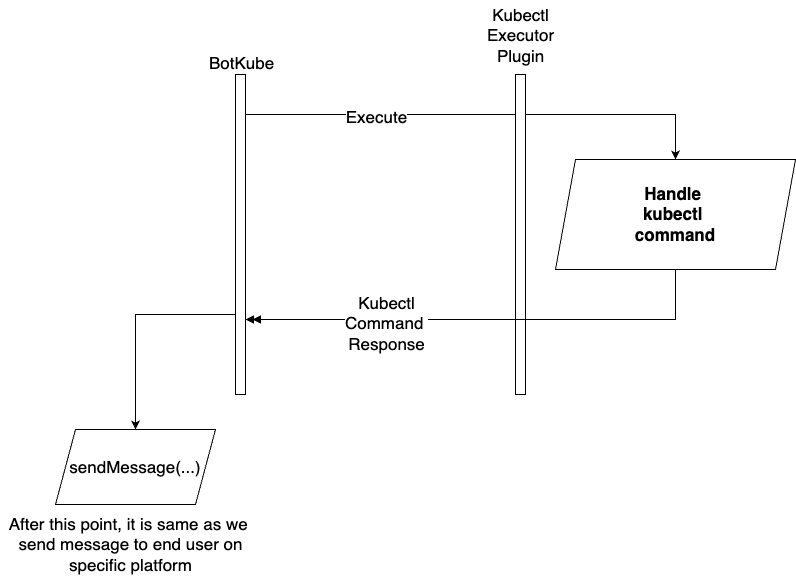 Kubectl
Executor
Plugin
BotKube
Execute
Handle
kubectl
command
Kubectl
Command
Response
sendMessage(...)
After this point, it is same as we
send message to end user on
specific platform